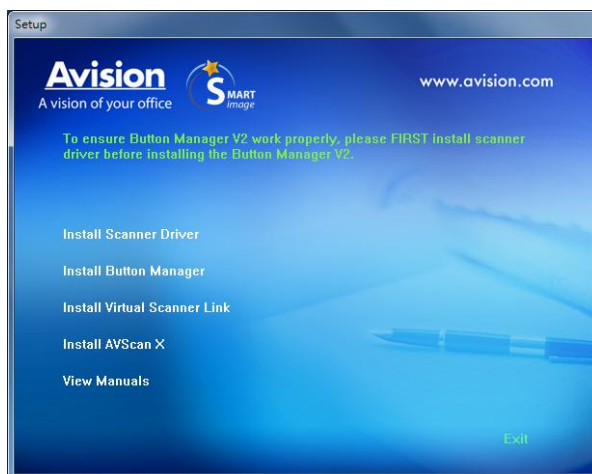 Setup
Avision
A vision of your office
SMART
image
www.avision.com
To ensure Button Manager V2 work properly, please FIRST install scanner
driver before installing the Button Manager V2.
Install Scanner Driver
Install Button Manager
Install Virtual Scanner Link
Install AVScan X
View Manuals
Exit